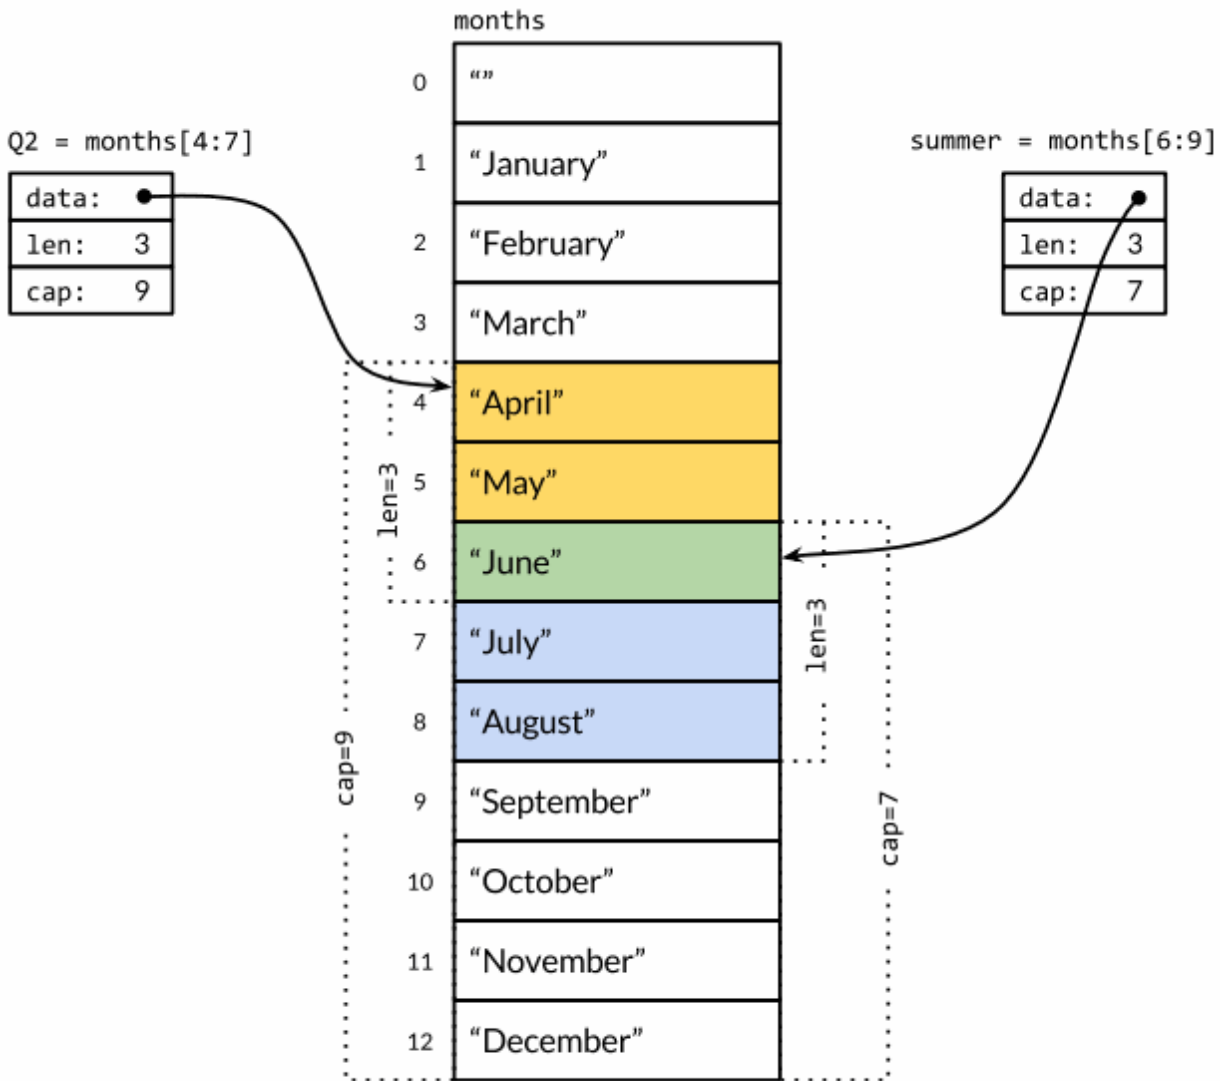 months
0 “”
Q2 = months[4:7]
data:
len: 3
cap: 9
summer = months[6:9]
data:
len: 3
cap: 7
1 “January”
2 “February”
3 “March”
4 “April”
5 “May”
6 “June”
7 “July”
8 “August”
9 “September”
10 “October”
11 “November”
12 “December”
len=3
cap=9
len=3
cap=7